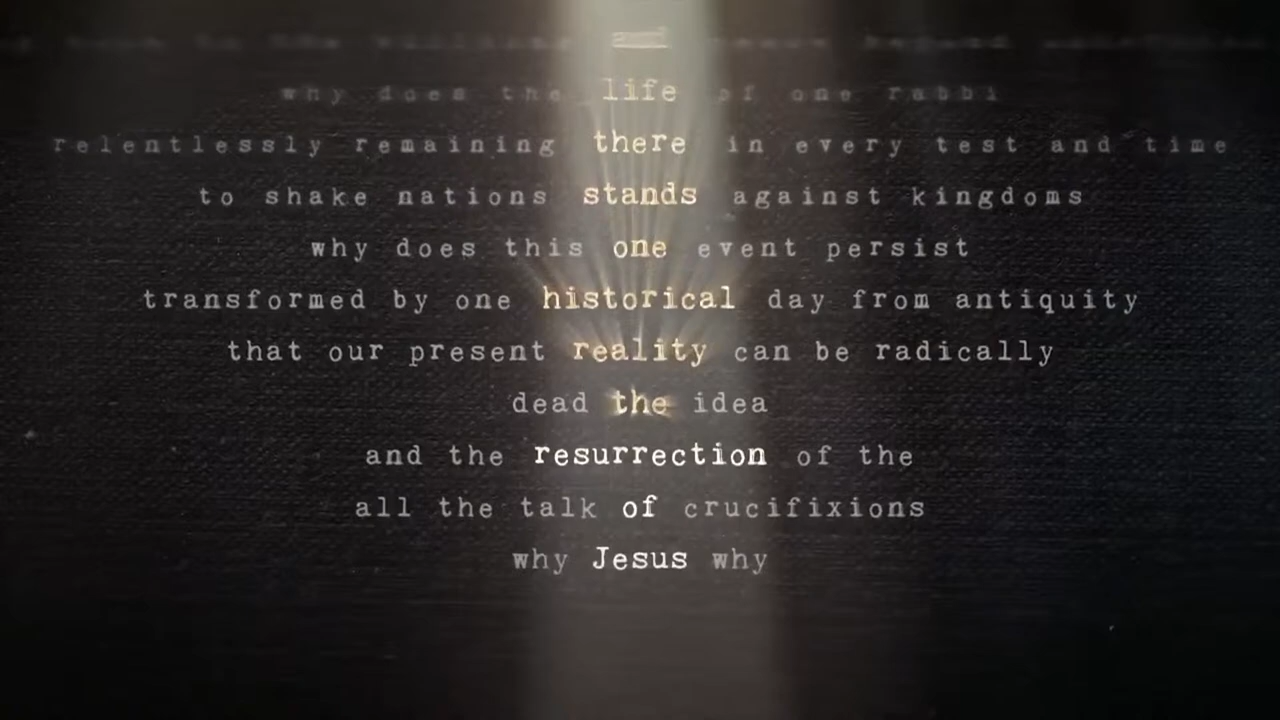 and
why does the life of one rabbi
relentlessly remaining there in every test and time
to shake nations stands against kingdoms
why does this one event persist
transformed by one historical day from antiquity
that our present reality can be radically
dead the idea
and the resurrection of the
all the talk of crucifixions
why Jesus why